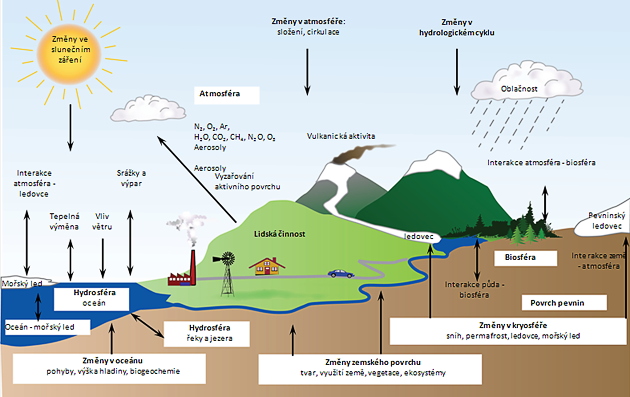 Změny ve
slunečním
záření
Změny v atmosféře:
složení, cirkulace
Změny v
hydrologickém cyklu
Atmosféra
Oblačnost
N₂, O₂, Ar,
H₂O, CO₂, CH₄, N₂O, O₂
Aerosoly
Vulkanická aktivita
Interakce atmosféra - biosféra
Interakce
atmosféra -
ledovce
Srážky a
výpar
Aerosoly
Vyzařování
aktivního povrchu
Tepelná
výměna
Vliv
větru
Lidská činnost
ledovec
Pevninský
ledovec
Biosféra
Interakce země
- atmosféra
Mořský led
Hydrosféra
oceán
Interakce půda -
biosféra
Povrch pevnin
Oceán - mořský led
Hydrosféra
řeky a jezera
Změny v kryosféře
sníh, permafrost, ledovce, mořský led
Změny v oceánu
pohyby, výška hladiny, biogeochemie
Změny zemského povrchu
tvar, využití země, vegetace, ekosystémy